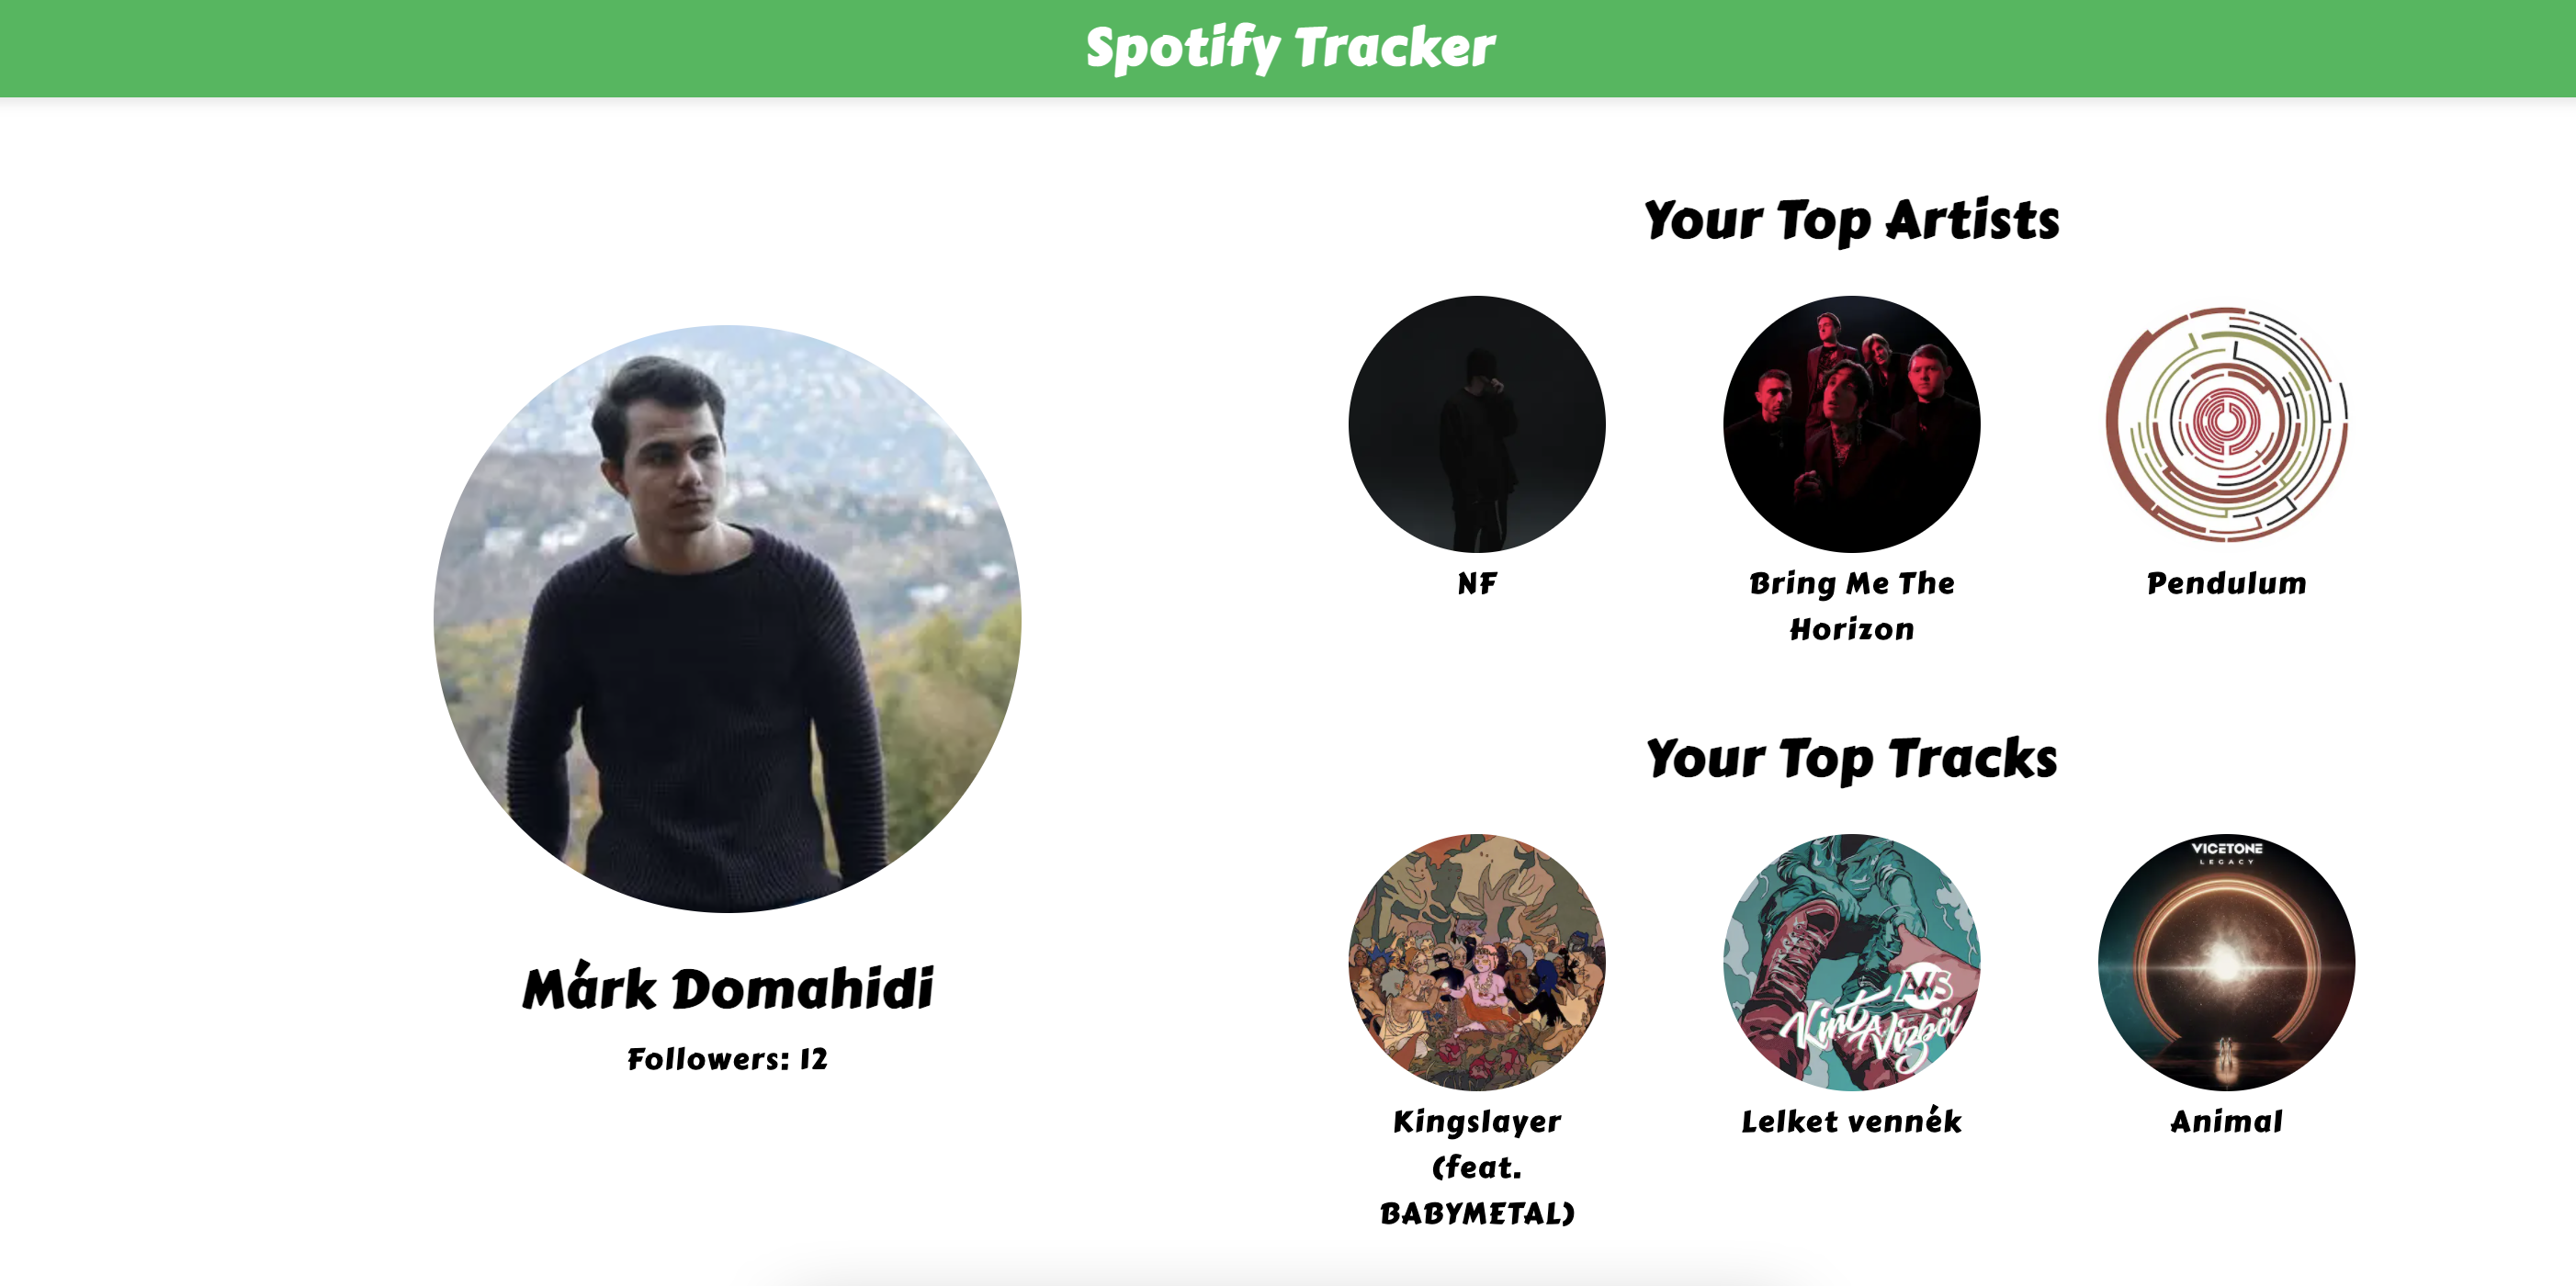 Spotify Tracker
Your Top Artists
NF
Bring Me The
Horizon
Pendulum
Márk Domahidi
Followers: 12
Your Top Tracks
VICETONE
LEGACY
AWS
Kint A Vízből
Kingslayer
(feat.
BABYMETAL)
Lelket vennék
Animal